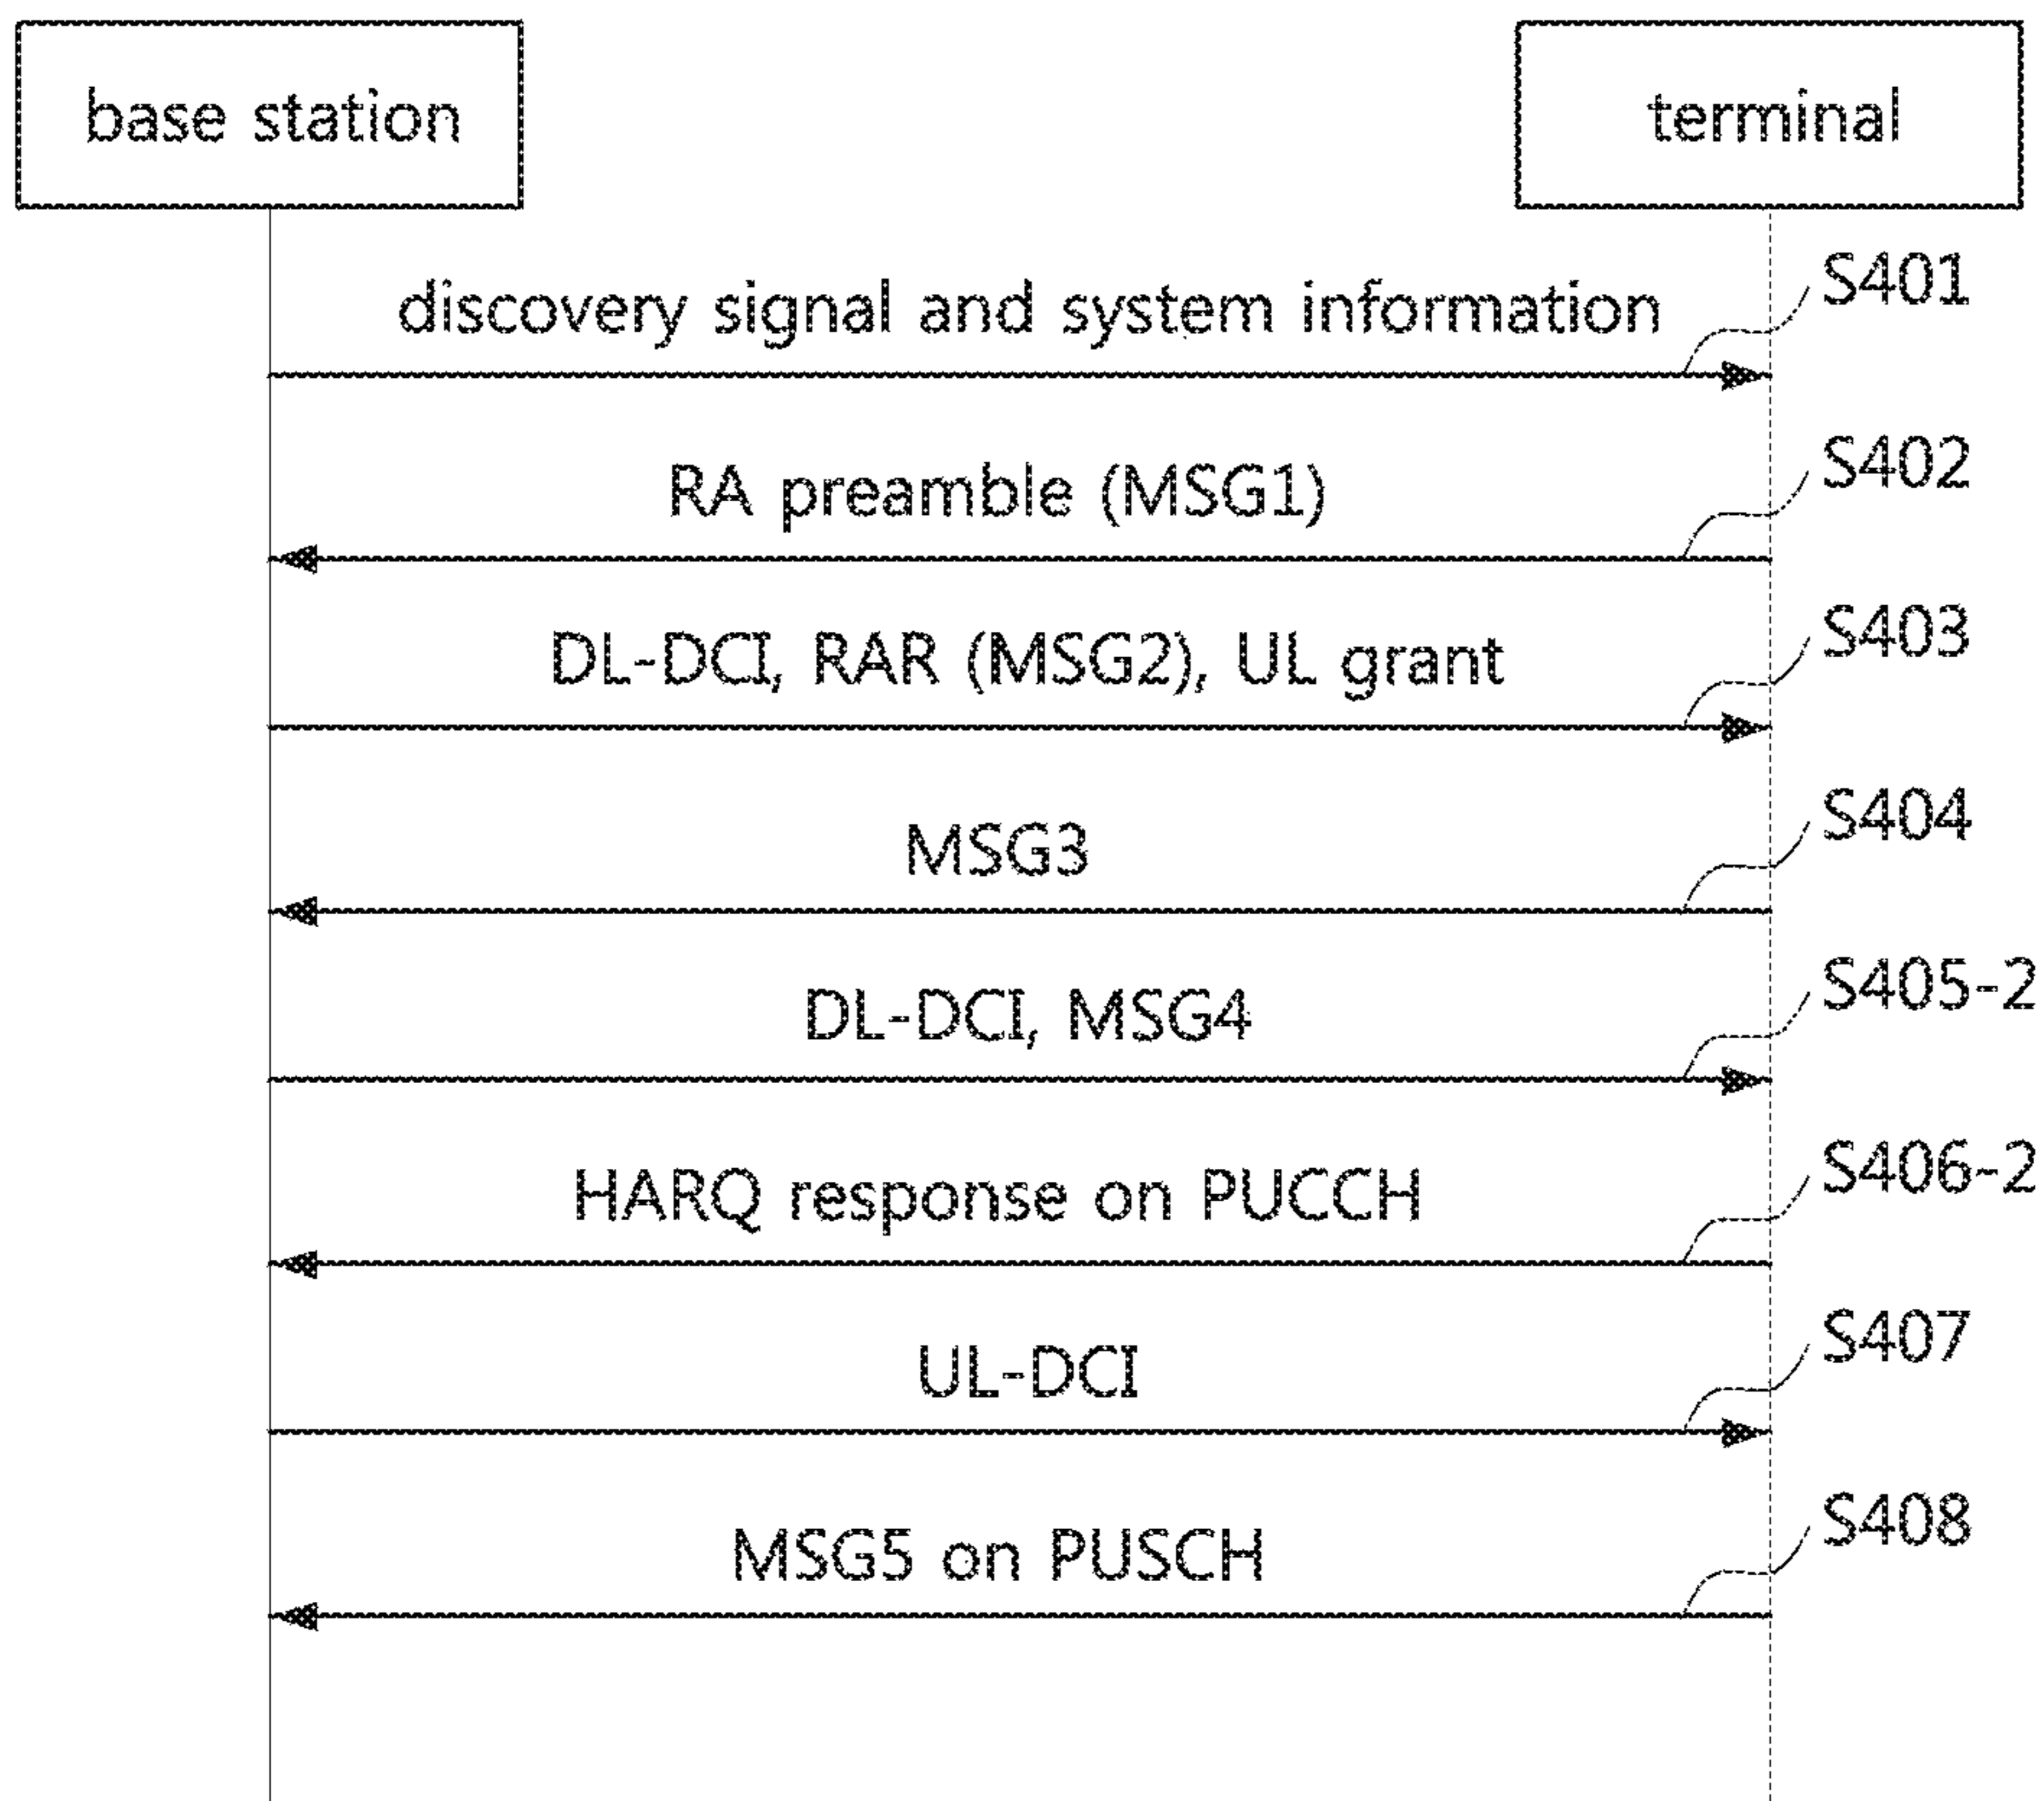 base station
terminal
discovery signal and system information
S401
RA preamble (MSG1)
S402
DL-DCI, RAR (MSG2), UL grant
S403
MSG3
S404
DL-DCI, MSG4
S405-2
HARQ response on PUCCH
S406-2
UL-DCI
S407
MSG5 on PUSCH
S408